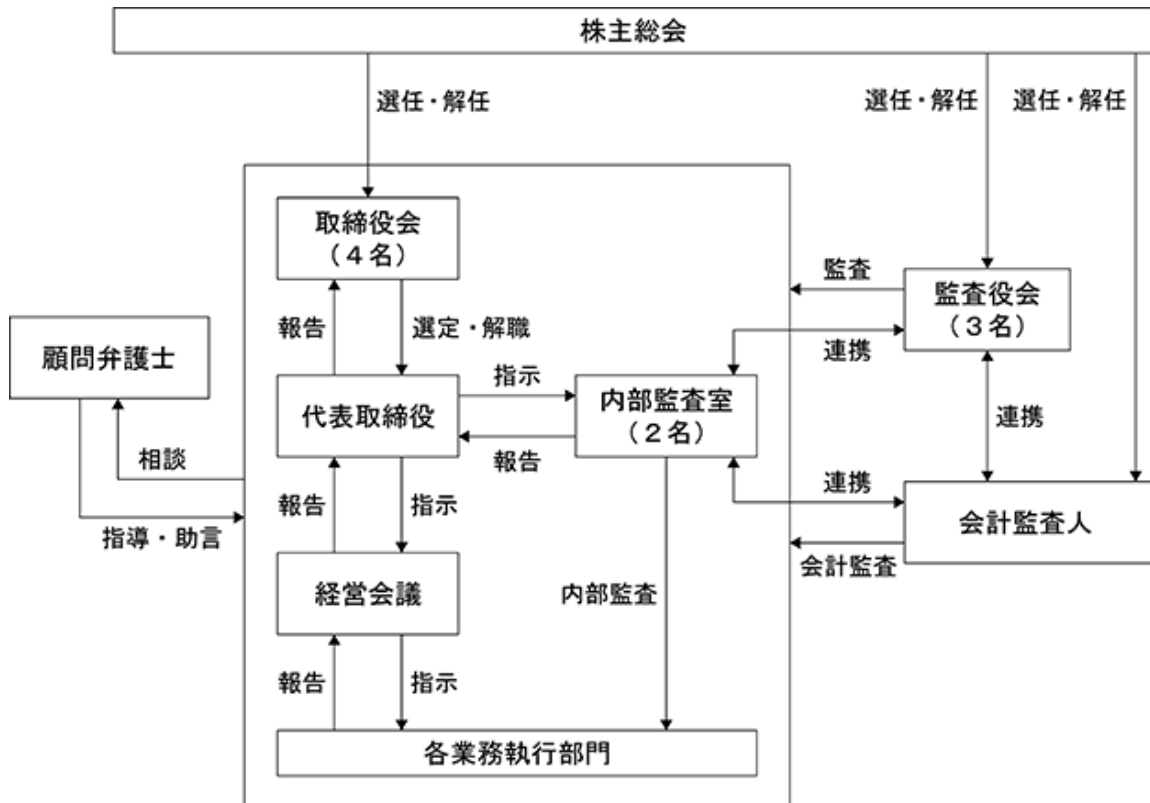 株主総会
選任・解任
選任・解任
選任・解任
取締役会
（４名）
監査
監査役会
（３名）
報告
選定・解職
連携
顧問弁護士
指示
代表取締役
内部監査室
（２名）
連携
報告
相談
報告
指示
連携
会計監査人
指導・助言
会計監査
経営会議
内部監査
報告
指示
各業務執行部門